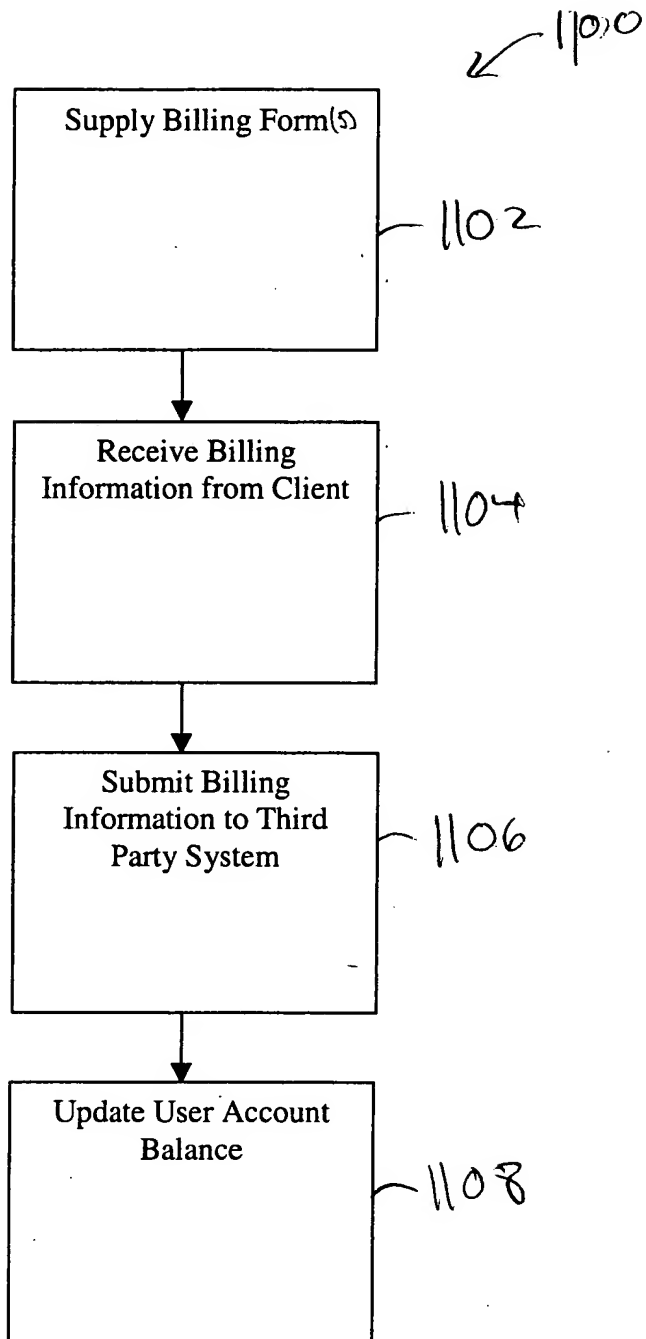 1100
Supply Billing Form(s)
1102
Receive Billing
Information from Client
1104
Submit Billing
Information to Third
Party System
1106
Update User Account
Balance
1108